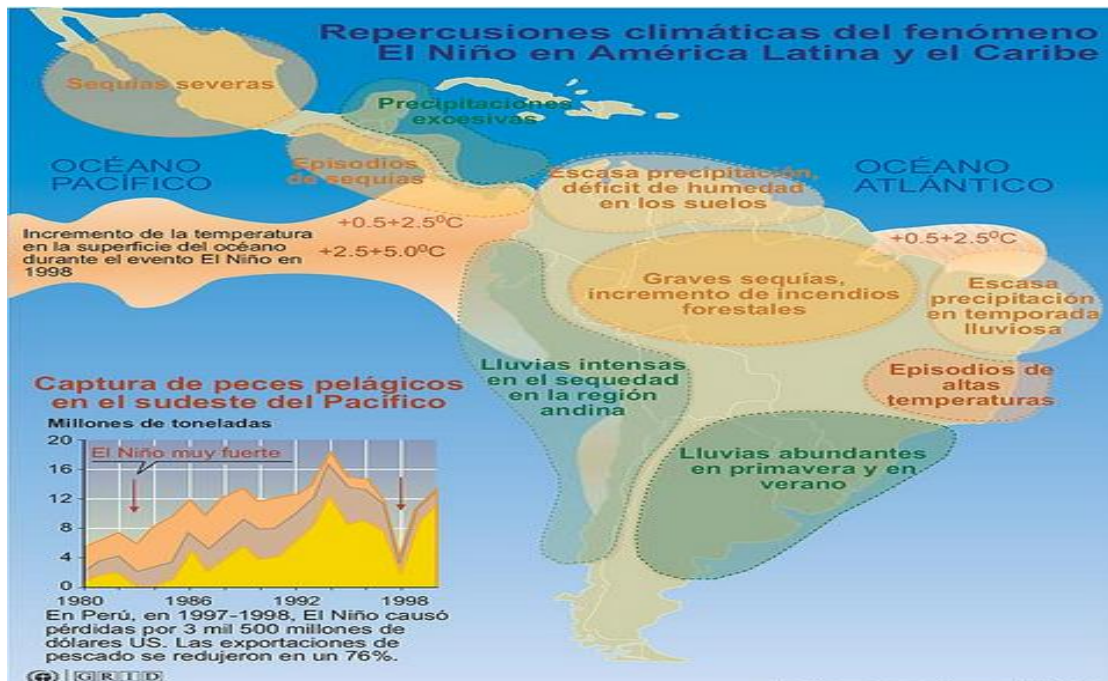 Repercusiones climáticas del fenómeno
El Niño en América Latina y el Caribe
Sequías severas
Precipitaciones
excesivas
OCÉANO
PACÍFICO
Episodios
de sequías
Escasa precipitación,
déficit de humedad
en los suelos
OCÉANO
ATLÁNTICO
+0.5+2.5ºC
+2.5+5.0ºC
Incremento de la temperatura
en la superficie del océano
durante el evento El Niño en
1998
+0.5+2.5ºC
Graves sequías,
incremento de incendios
forestales
Escasa
precipitación
en temporada
lluviosa
Lluvias intensas
en el sequedad
en la región
andina
Episodios de
altas
temperaturas
Lluvias abundantes
en primavera y en
verano
Captura de peces pelágicos
en el sudeste del Pacífico
Millones de toneladas
20
El Niño muy fuerte
16
12
8
4
0
1980
1986
1992
1998
En Perú, en 1997-1998, El Niño causó
pérdidas por 3 mil 500 millones de
dólares US. Las exportaciones de
pescado se redujeron en un 76%.
GRID